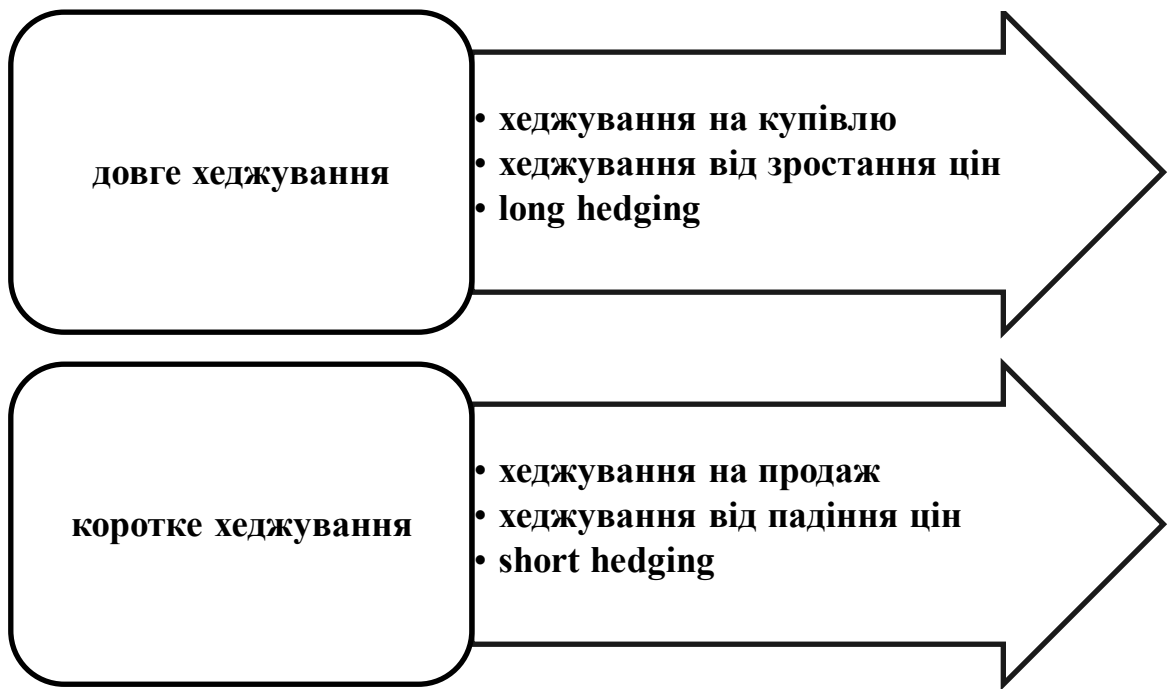 довге хеджування
• хеджування на купівлю
• хеджування від зростання цін
• long hedging
коротке хеджування
• хеджування на продаж
• хеджування від падіння цін
• short hedging